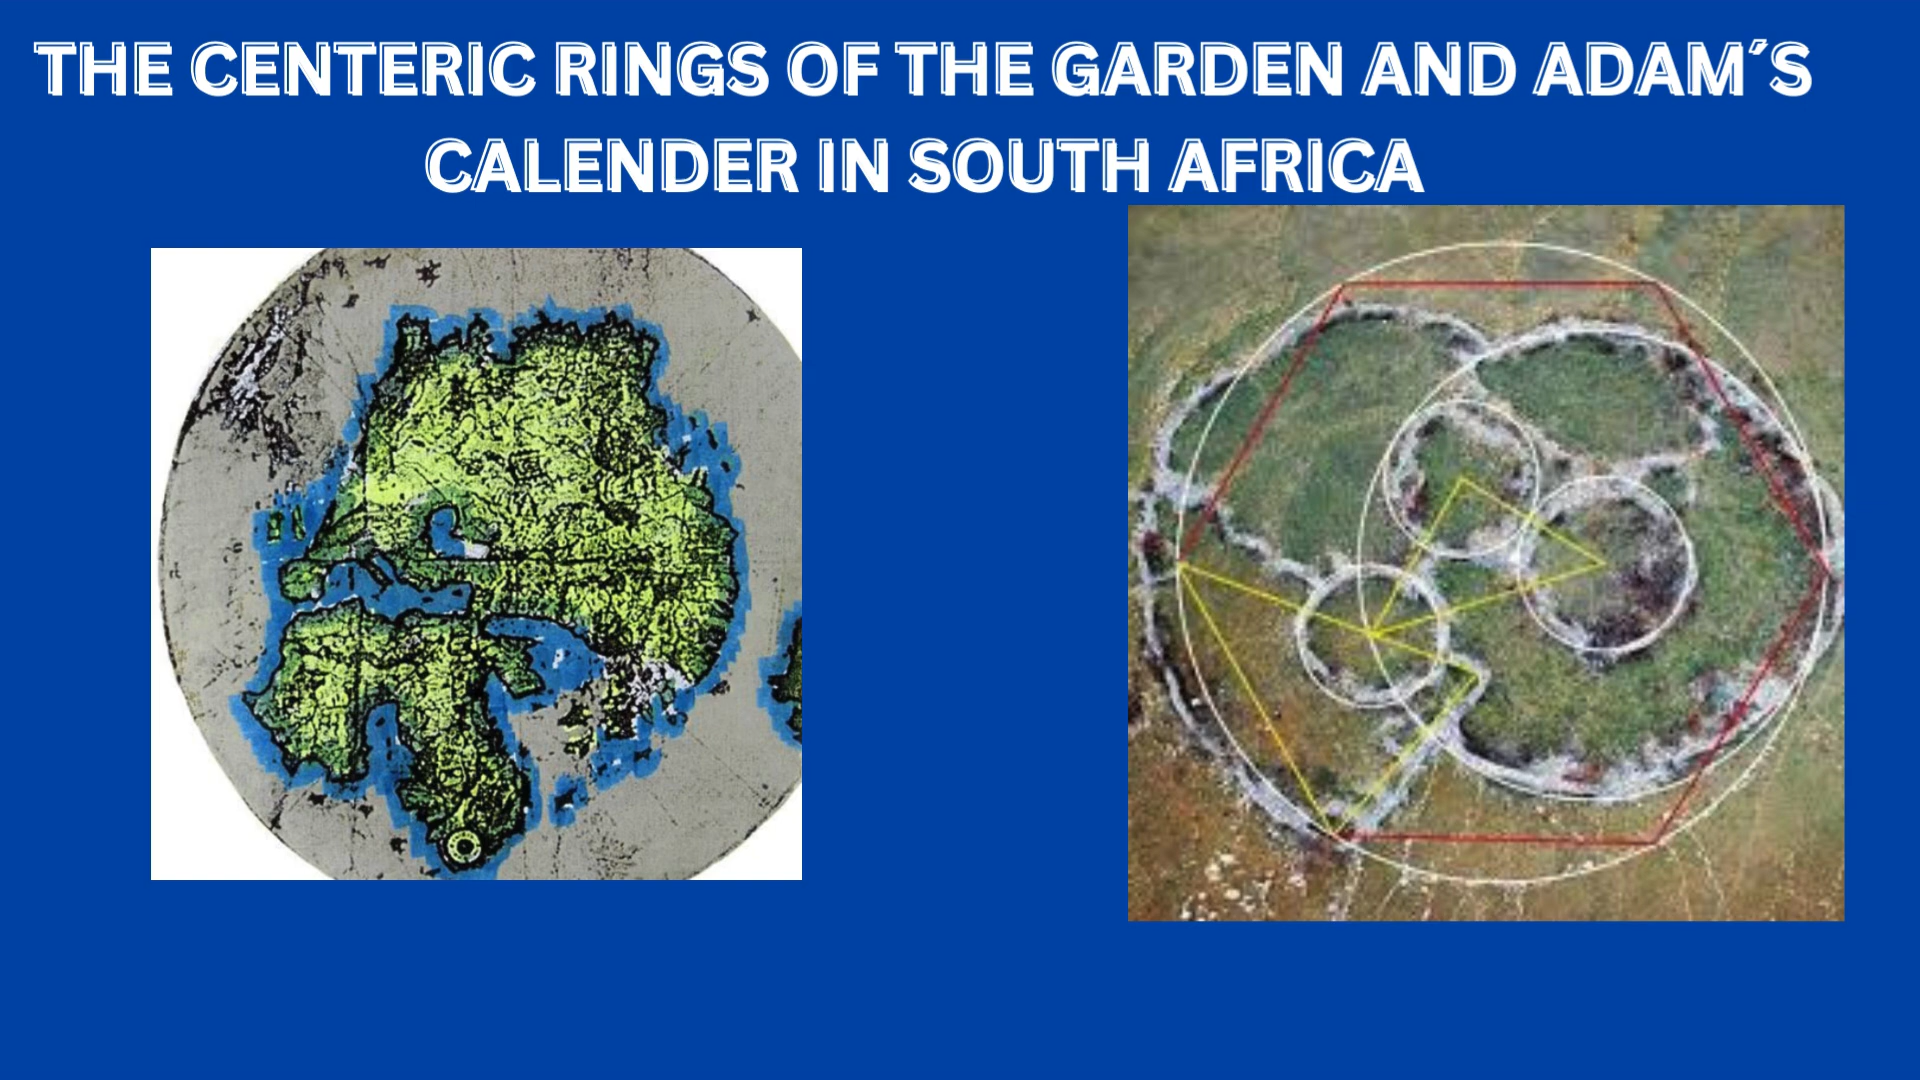 THE CENTERIC RINGS OF THE GARDEN AND ADAM´S
CALENDER IN SOUTH AFRICA